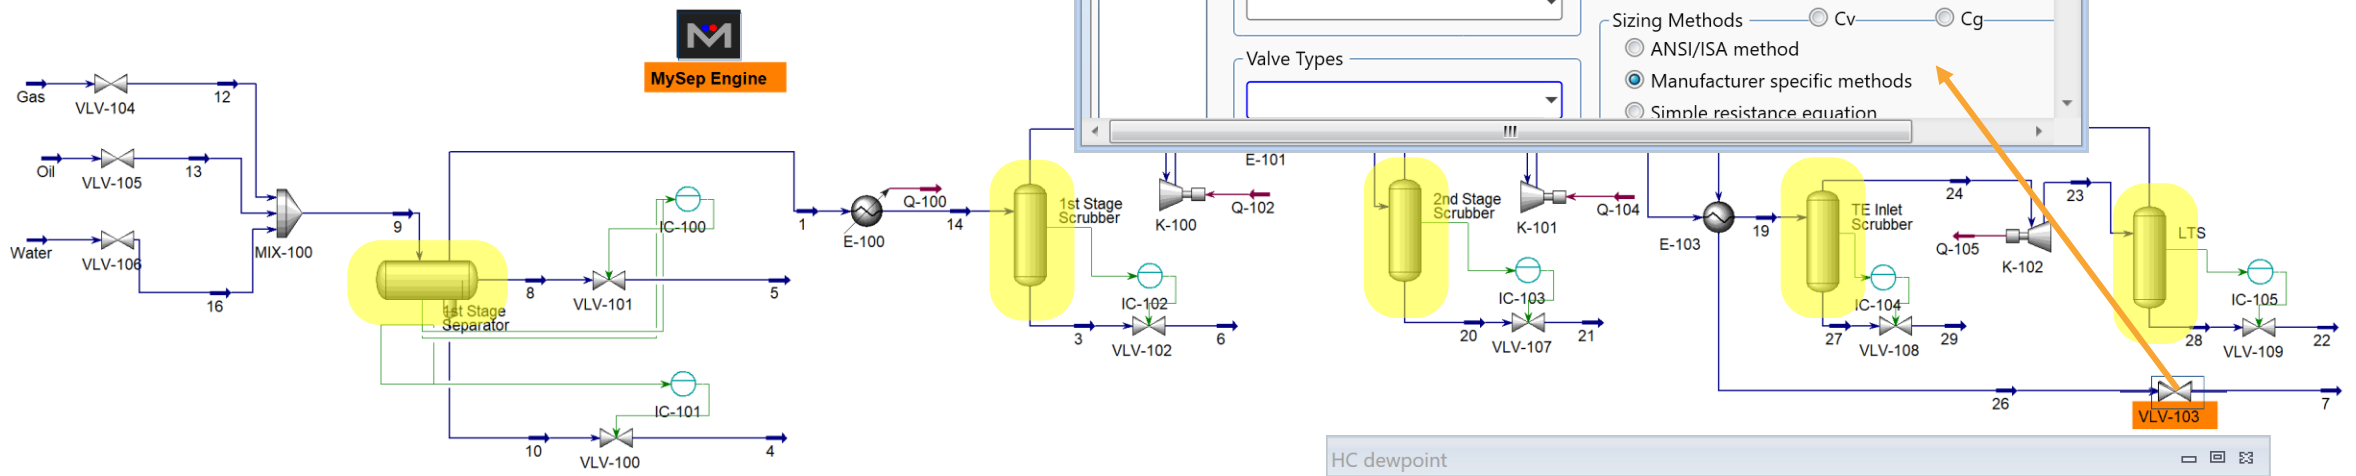 MySep Engine
Gas
VLV-104
12
Oil
VLV-105
13
Water
VLV-106
16
MIX-100
9
1st Stage
Separator
8
VLV-101
5
IC-100
IC-101
10
VLV-100
4
1
E-100
Q-100
14
1st Stage
Scrubber
IC-102
3
VLV-102
6
K-100
Q-102
E-101
Valve Types
Sizing Methods
Cv
Cg
ANSI/ISA method
Manufacturer specific methods
Simple resistance equation
2nd Stage
Scrubber
IC-103
20
VLV-107
21
K-101
Q-104
E-103
19
TE Inlet
Scrubber
IC-104
27
VLV-108
29
24
23
Q-105
K-102
LTS
IC-105
28
VLV-109
22
26
VLV-103
7
HC dewpoint